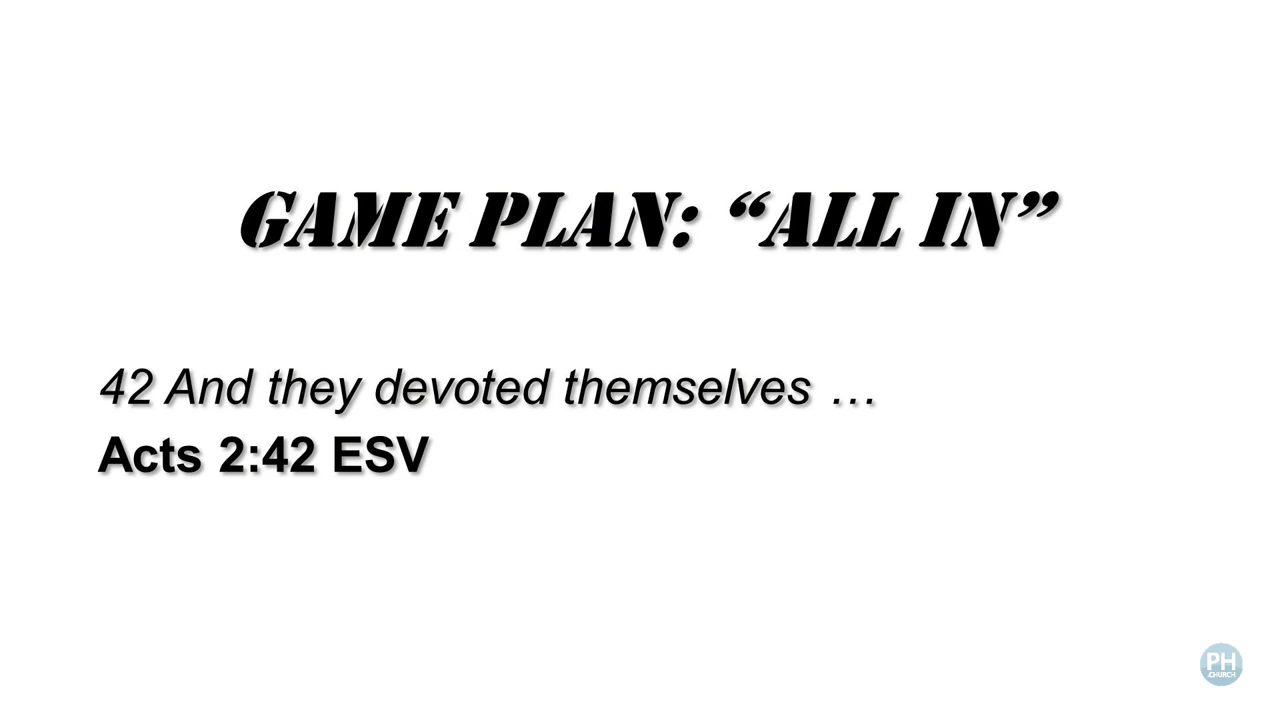 GAME PLAN: “ALL IN”
42 And they devoted themselves …
Acts 2:42 ESV
PH
.CHURCH